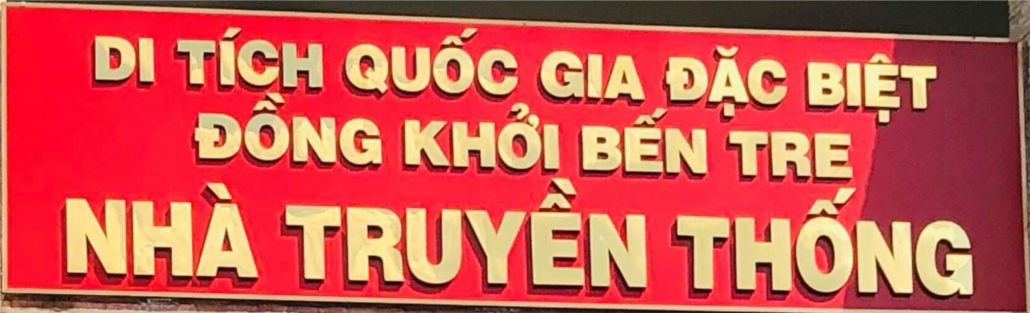 DI TÍCH QUỐC GIA ĐẶC BIỆT
ĐỒNG KHỞI BẾN TRE
NHÀ TRUYỀN THỐNG